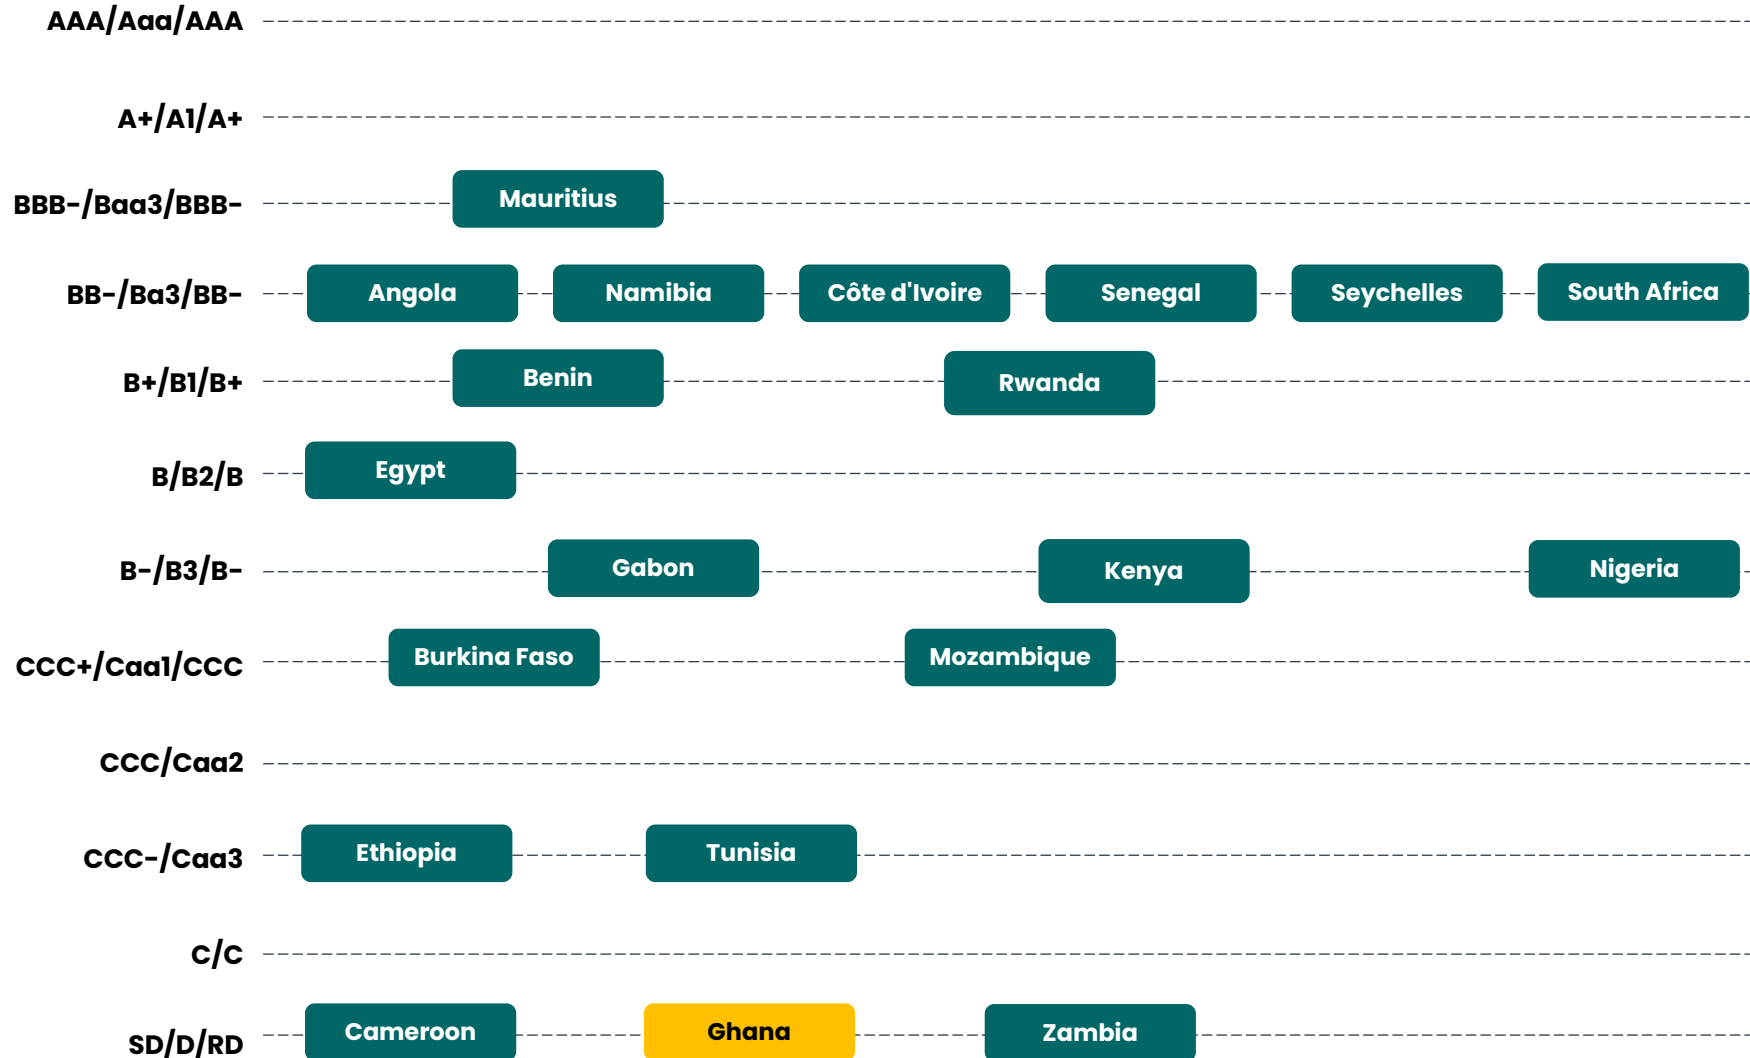 AAA/Aaa/AAA
A+/A1/A+
BBB-/Baa3/BBB- Mauritius
BB-/Ba3/BB- Angola Namibia Côte d'Ivoire Senegal Seychelles South Africa
B+/B1/B+ Benin Rwanda
B/B2/B Egypt
B-/B3/B- Gabon Kenya Nigeria
CCC+/Caa1/CCC Burkina Faso Mozambique
CCC/Caa2
CCC-/Caa3 Ethiopia Tunisia
C/C
SD/D/RD Cameroon Ghana Zambia